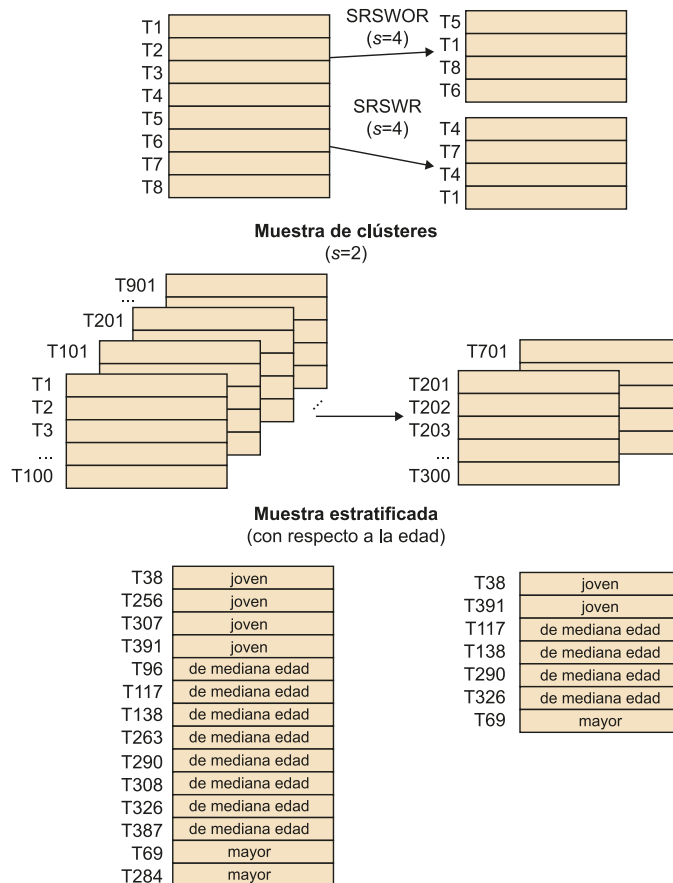 T1
T2
T3
T4
T5
T6
T7
T8
SRSWOR
(s=4)
T5
T1
T8
T6
SRSWR
(s=4)
T4
T7
T4
T1
Muestra de clústeres
(s=2)
T901
...
T201
T101
T1
T2
T3
...
T100
...
T701
T201
T202
T203
...
T300
Muestra estratificada
(con respecto a la edad)
T38 joven
T256 joven
T307 joven
T391 joven
T96 de mediana edad
T117 de mediana edad
T138 de mediana edad
T263 de mediana edad
T290 de mediana edad
T308 de mediana edad
T326 de mediana edad
T387 de mediana edad
T69 mayor
T284 mayor
T38 joven
T391 joven
T117 de mediana edad
T138 de mediana edad
T290 de mediana edad
T326 de mediana edad
T69 mayor